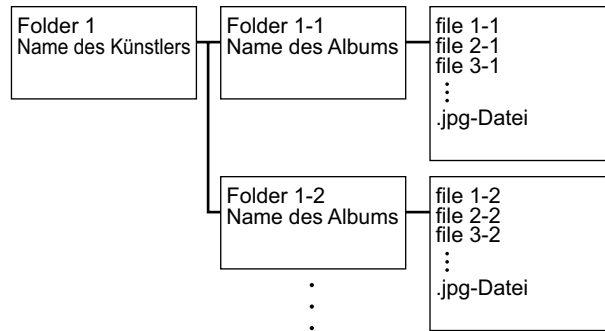 Folder 1
Name des Künstlers
Folder 1-1
Name des Albums
file 1-1
file 2-1
file 3-1
.jpg-Datei
Folder 1-2
Name des Albums
file 1-2
file 2-2
file 3-2
.jpg-Datei